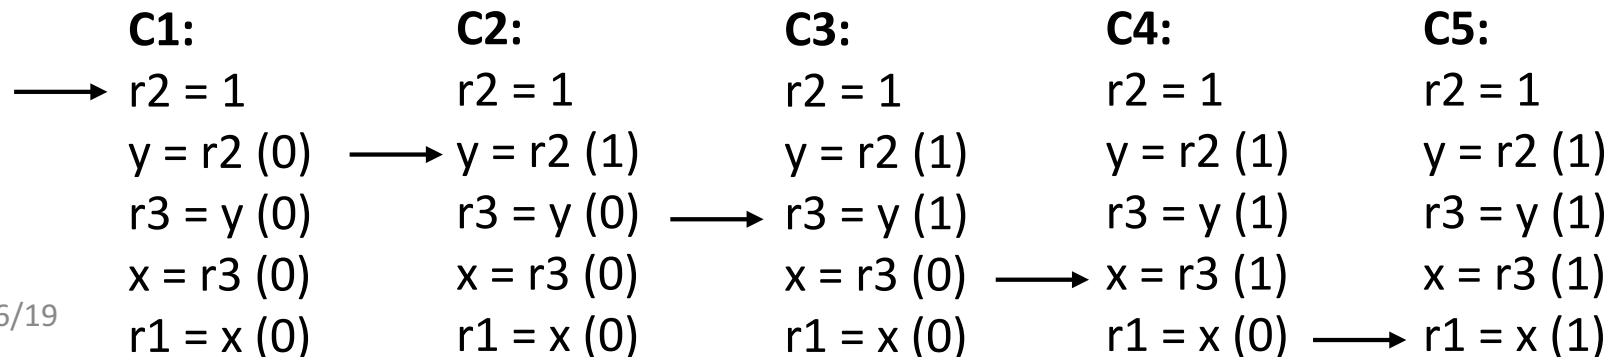 C1:
r2 = 1
y = r2 (0)
r3 = y (0)
x = r3 (0)
r1 = x (0)
C2:
r2 = 1
y = r2 (1)
r3 = y (0)
x = r3 (0)
r1 = x (0)
C3:
r2 = 1
y = r2 (1)
r3 = y (1)
x = r3 (0)
r1 = x (0)
C4:
r2 = 1
y = r2 (1)
r3 = y (1)
x = r3 (1)
r1 = x (0)
C5:
r2 = 1
y = r2 (1)
r3 = y (1)
x = r3 (1)
r1 = x (1)
/19